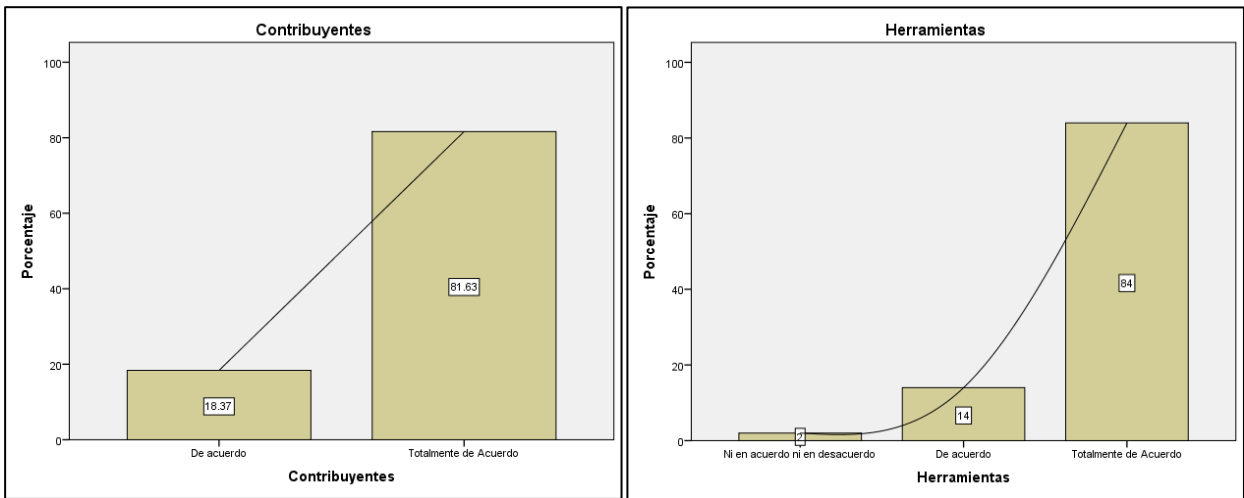 Contribuyentes
100
80
60
40
20
0
Porcentaje
81.63
18.37
De acuerdo
Totalmente de Acuerdo
Contribuyentes
Herramientas
100
80
60
40
20
0
Porcentaje
84
14
2
Ni en acuerdo ni en desacuerdo
De acuerdo
Totalmente de Acuerdo
Herramientas